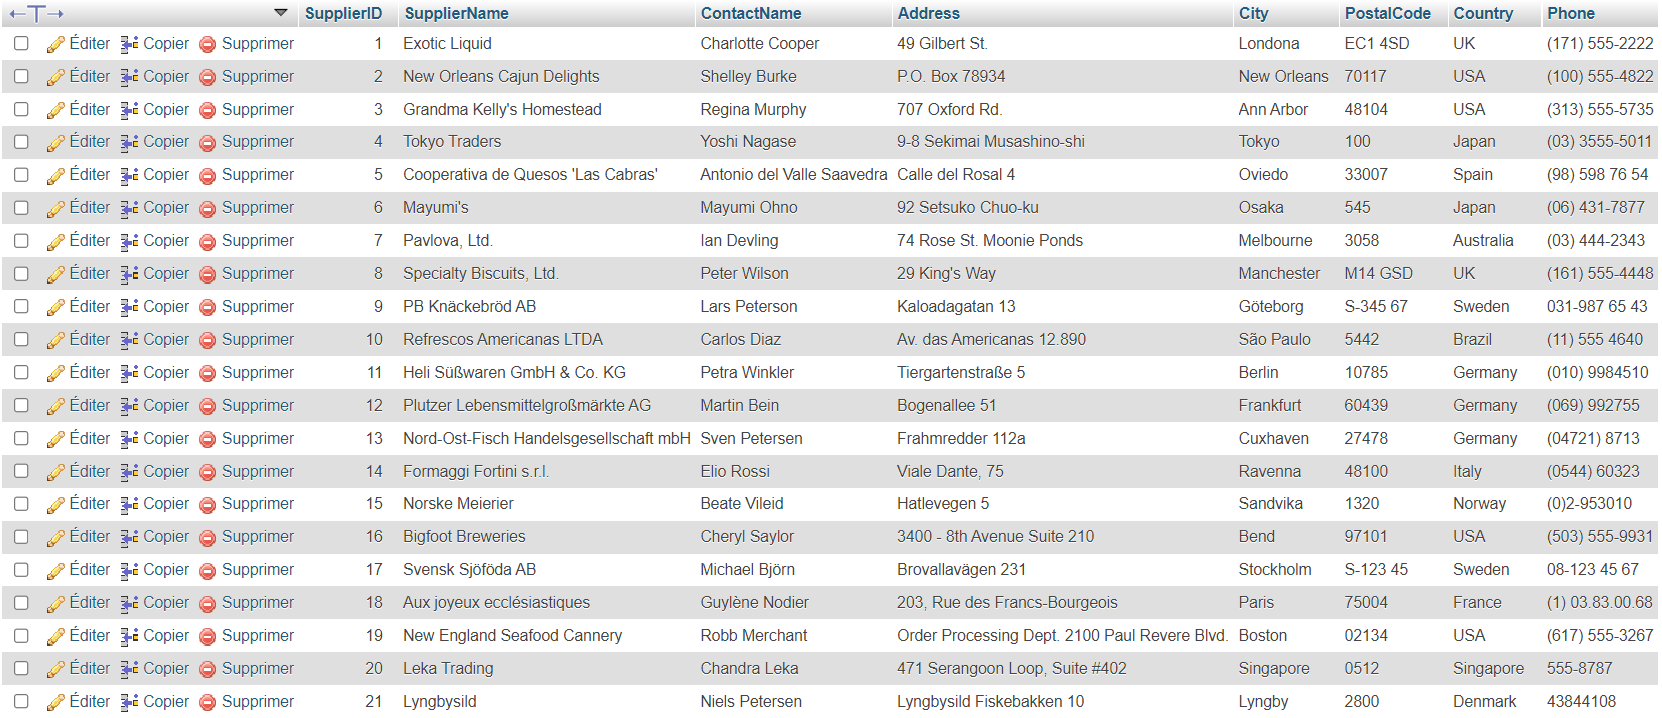 SupplierID SupplierName ContactName Address City PostalCode Country Phone
Éditer Copier Supprimer 1 Exotic Liquid Charlotte Cooper 49 Gilbert St. Londona EC1 4SD UK (171) 555-2222
Éditer Copier Supprimer 2 New Orleans Cajun Delights Shelley Burke P.O. Box 78934 New Orleans 70117 USA (100) 555-4822
Éditer Copier Supprimer 3 Grandma Kelly's Homestead Regina Murphy 707 Oxford Rd. Ann Arbor 48104 USA (313) 555-5735
Éditer Copier Supprimer 4 Tokyo Traders Yoshi Nagase 9-8 Sekimai Musashino-shi Tokyo 100 Japan (03) 3555-5011
Éditer Copier Supprimer 5 Cooperativa de Quesos 'Las Cabras' Antonio del Valle Saavedra Calle del Rosal 4 Oviedo 33007 Spain (98) 598 76 54
Éditer Copier Supprimer 6 Mayumi's Mayumi Ohno 92 Setsuko Chuo-ku Osaka 545 Japan (06) 431-7877
Éditer Copier Supprimer 7 Pavlova, Ltd. Ian Devling 74 Rose St. Moonie Ponds Melbourne 3058 Australia (03) 444-2343
Éditer Copier Supprimer 8 Specialty Biscuits, Ltd. Peter Wilson 29 King's Way Manchester M14 GSD UK (161) 555-4448
Éditer Copier Supprimer 9 PB Knäckebröd AB Lars Peterson Kaloadagatan 13 Göteborg S-345 67 Sweden 031-987 65 43
Éditer Copier Supprimer 10 Refrescos Americanas LTDA Carlos Diaz Av. das Americanas 12.890 São Paulo 5442 Brazil (11) 555 4640
Éditer Copier Supprimer 11 Heli Süßwaren GmbH & Co. KG Petra Winkler Tiergartenstraße 5 Berlin 10785 Germany (010) 9984510
Éditer Copier Supprimer 12 Plutzer Lebensmittelgroßmärkte AG Martin Bein Bogenallee 51 Frankfurt 60439 Germany (069) 992755
Éditer Copier Supprimer 13 Nord-Ost-Fisch Handelsgesellschaft mbH Sven Petersen Frahmredder 112a Cuxhaven 27478 Germany (04721) 8713
Éditer Copier Supprimer 14 Formaggi Fortini s.r.l. Elio Rossi Viale Dante, 75 Ravenna 48100 Italy (0544) 60323
Éditer Copier Supprimer 15 Norske Meierier Beate Vileid Hatlevegen 5 Sandvika 1320 Norway (0)2-953010
Éditer Copier Supprimer 16 Bigfoot Breweries Cheryl Saylor 3400 - 8th Avenue Suite 210 Bend 97101 USA (503) 555-9931
Éditer Copier Supprimer 17 Svensk Sjöföda AB Michael Björn Brovallavägen 231 Stockholm S-123 45 Sweden 08-123 45 67
Éditer Copier Supprimer 18 Aux joyeux ecclésiastiques Guylène Nodier 203, Rue des Francs-Bourgeois Paris 75004 France (1) 03.83.00.68
Éditer Copier Supprimer 19 New England Seafood Cannery Robb Merchant Order Processing Dept. 2100 Paul Revere Blvd. Boston 02134 USA (617) 555-3267
Éditer Copier Supprimer 20 Leka Trading Chandra Leka 471 Serangoon Loop, Suite #402 Singapore 0512 Singapore 555-8787
Éditer Copier Supprimer 21 Lyngbysild Niels Petersen Lyngbysild Fiskebakken 10 Lyngby 2800 Denmark 43844108